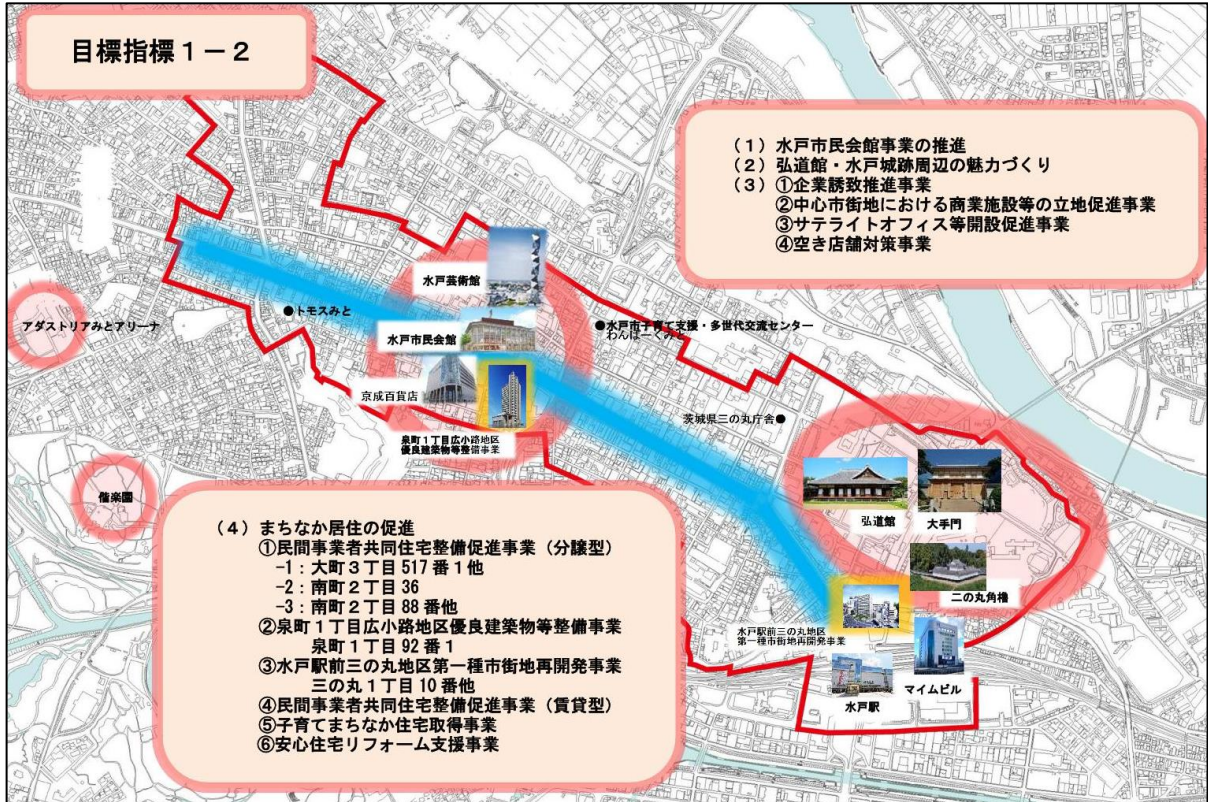 目標指標１－２
（１）水戸市民会館事業の推進
（２）弘道館・水戸城跡周辺の魅力づくり
（３）①企業誘致推進事業
②中心市街地における商業施設等の立地促進事業
③サテライトオフィス等開設促進事業
④空き店舗対策事業
水戸芸術館
●トモスみと
アダストリアみとアリーナ
水戸市民会館
●水戸市子育て支援・多世代交流センター
わんぱーくみと
京成百貨店
茨城県三の丸庁舎●
泉町１丁目広小路地区
優良建築物等整備事業
偕楽園
弘道館
大手門
二の丸角櫓
水戸駅前三の丸地区
第一種市街地再開発事業
マイムビル
水戸駅
（４）まちなか居住の促進
①民間事業者共同住宅整備促進事業（分譲型）
-1：大町３丁目517番１他
-2：南町２丁目36
-3：南町２丁目88番他
②泉町１丁目広小路地区優良建築物等整備事業
泉町１丁目92番１
③水戸駅前三の丸地区第一種市街地再開発事業
三の丸１丁目10番他
④民間事業者共同住宅整備促進事業（賃貸型）
⑤子育てまちなか住宅取得事業
⑥安心住宅リフォーム支援事業